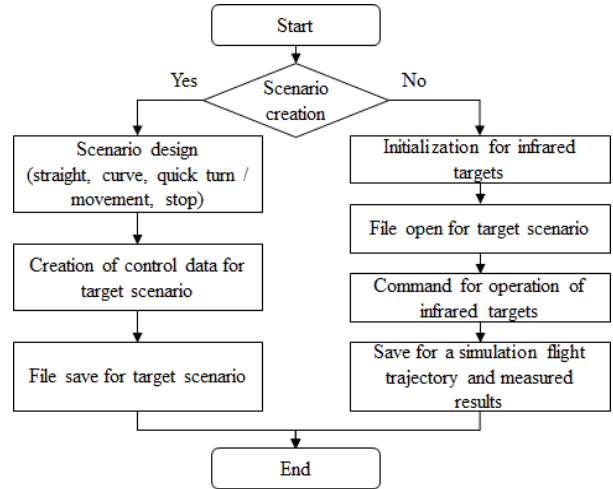 Start
Yes
No
Scenario
creation
Scenario design
(straight, curve, quick turn /
movement, stop)
Creation of control data for
target scenario
File save for target scenario
Initialization for infrared
targets
File open for target scenario
Command for operation of
infrared targets
Save for a simulation flight
trajectory and measured
results
End